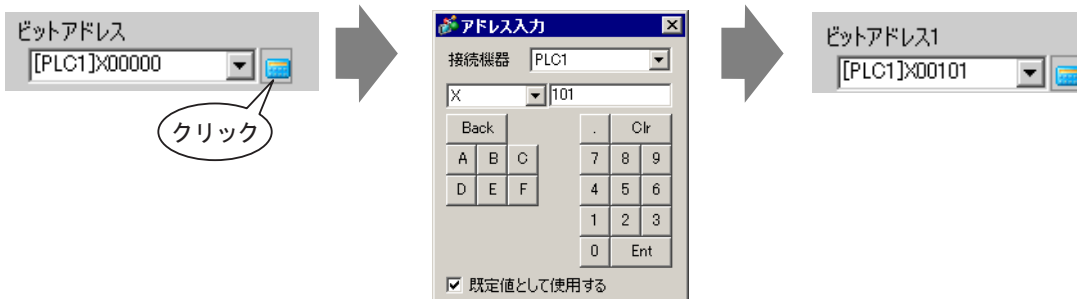 ビットアドレス
[PLC1]X00000
クリック
アドレス入力
接続機器 PLC1
X 101
Back . Clr
A B C 7 8 9
D E F 4 5 6
1 2 3
0 Ent
既定値として使用する
ビットアドレス1
[PLC1]X00101